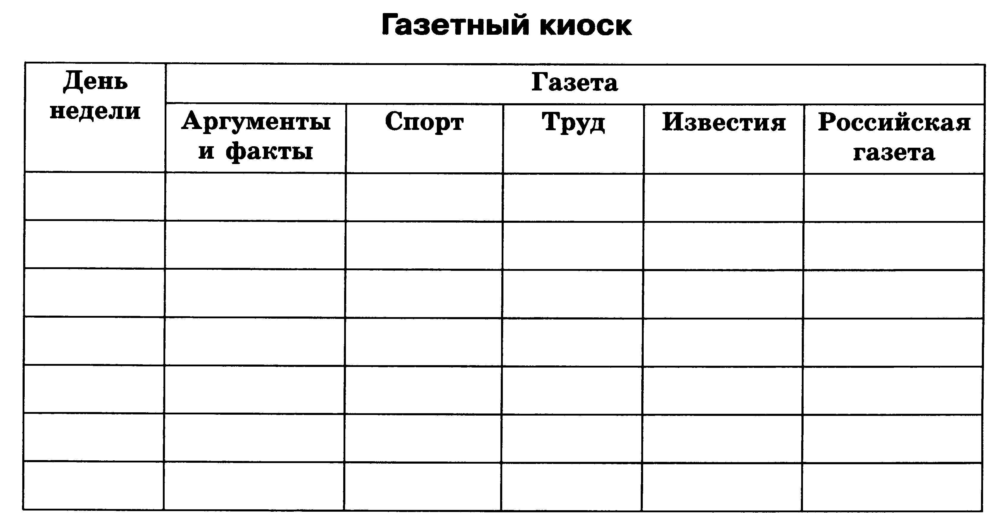 Газетный киоск
День
недели
Газета
Аргументы
и факты
Спорт
Труд
Известия
Российская
газета